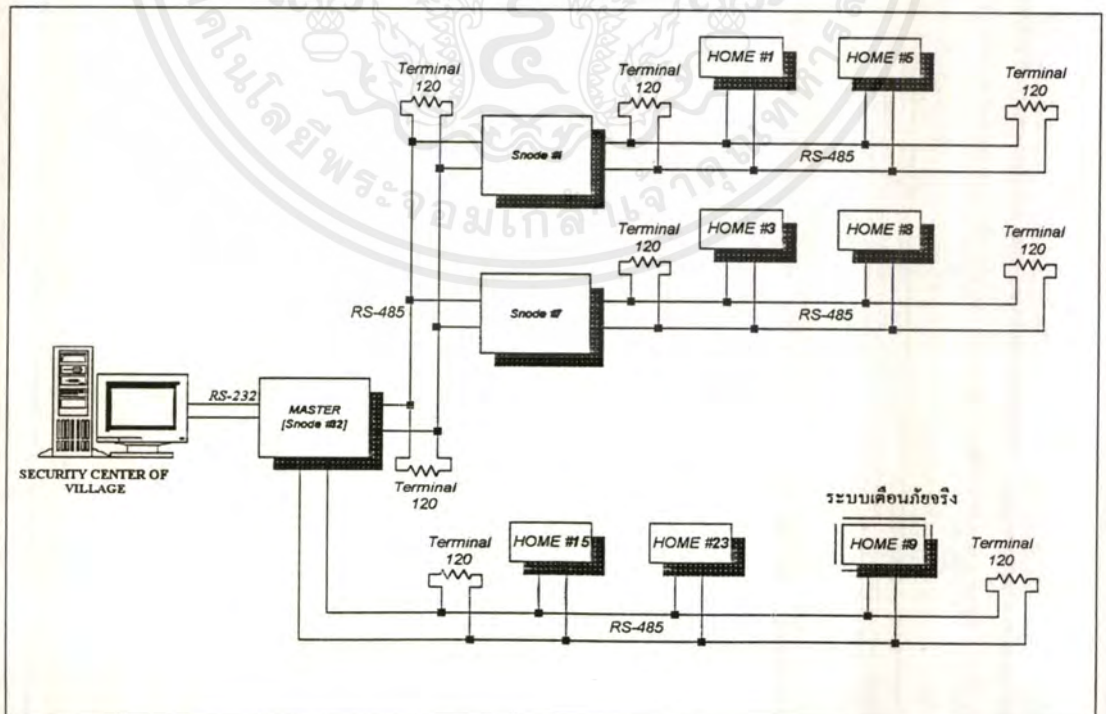 Terminal
120
Terminal
120
HOME #1
HOME #5
Terminal
120
RS-485
Terminal
120
HOME #3
HOME #8
Terminal
120
RS-485
Snode #7
RS-485
RS-232
MASTER
[Snode #32]
SECURITY CENTER OF
VILLAGE
Terminal
120
ระบบเตือนภัยจริง
Terminal
120
HOME #15
HOME #23
HOME #9
Terminal
120
RS-485